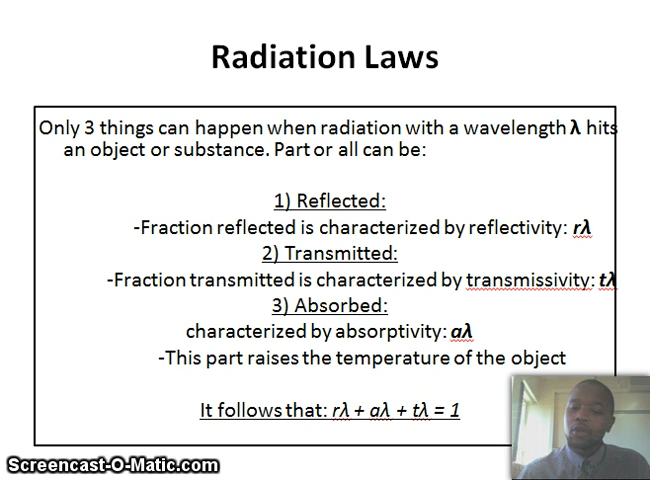 Radiation Laws
Only 3 things can happen when radiation with a wavelength λ hits
an object or substance. Part or all can be:
1) Reflected:
-Fraction reflected is characterized by reflectivity: rλ
2) Transmitted:
-Fraction transmitted is characterized by transmissivity: tλ
3) Absorbed:
characterized by absorptivity: aλ
-This part raises the temperature of the object
It follows that: rλ + aλ + tλ = 1
Screencast-O-Matic.com